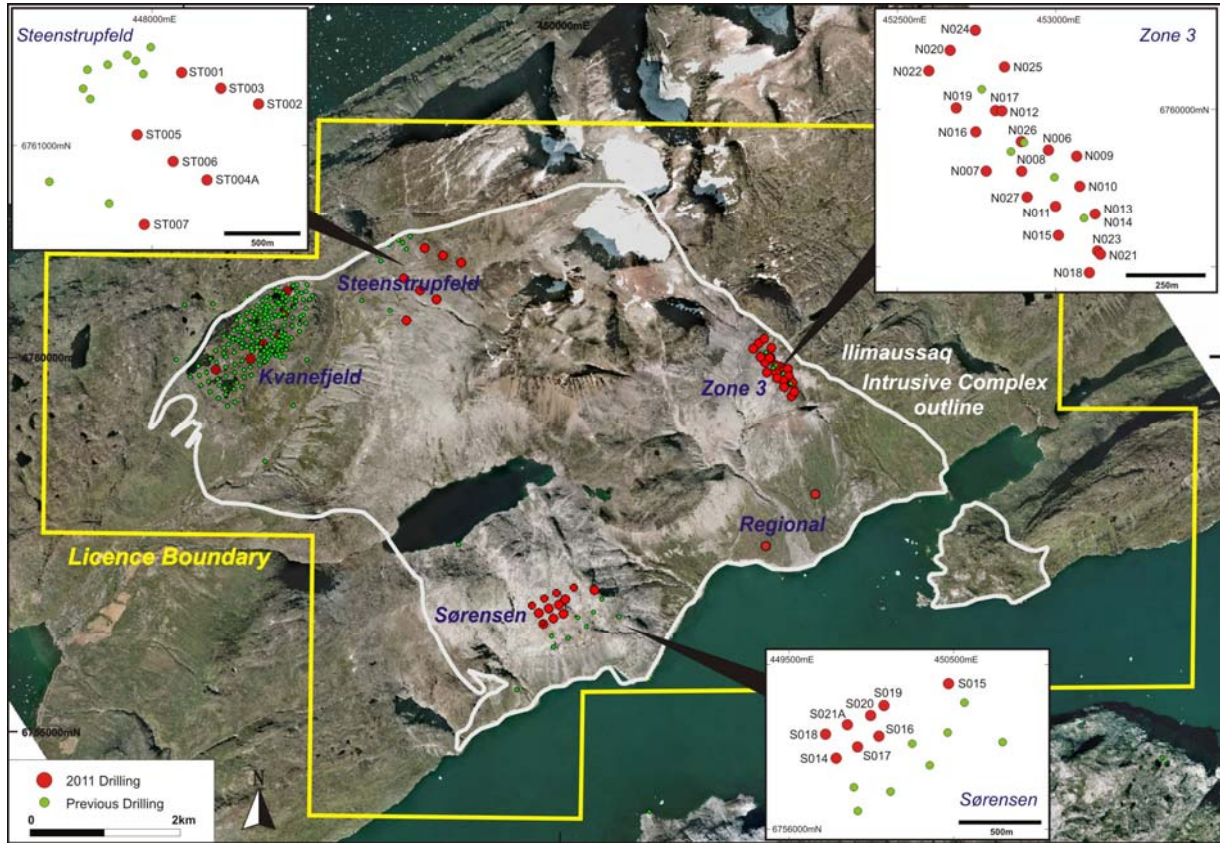 448000mE
Steenstrupfeld
ST001
ST003
ST002
6761000mN
ST005
ST006
ST004A
ST007
500m
450000mE
452500mE
453000mE
Zone 3
N024
N020
N022
N025
N019
N017
N012
6760000mN
N016
N026
N006
N009
N008
N007
N010
N027
N011
N013
N014
N015
N023
N021
N018
250m
Steenstrupfeld
Kvanefjeld
Zone 3
Ilimaussaq
Intrusive Complex
outline
Regional
Licence Boundary
Sørensen
449500mE
450500mE
S015
S019
S020
S021A
S018
S016
S014
S017
6756000mN
500m
Sørensen
2011 Drilling
Previous Drilling
0
2km
N